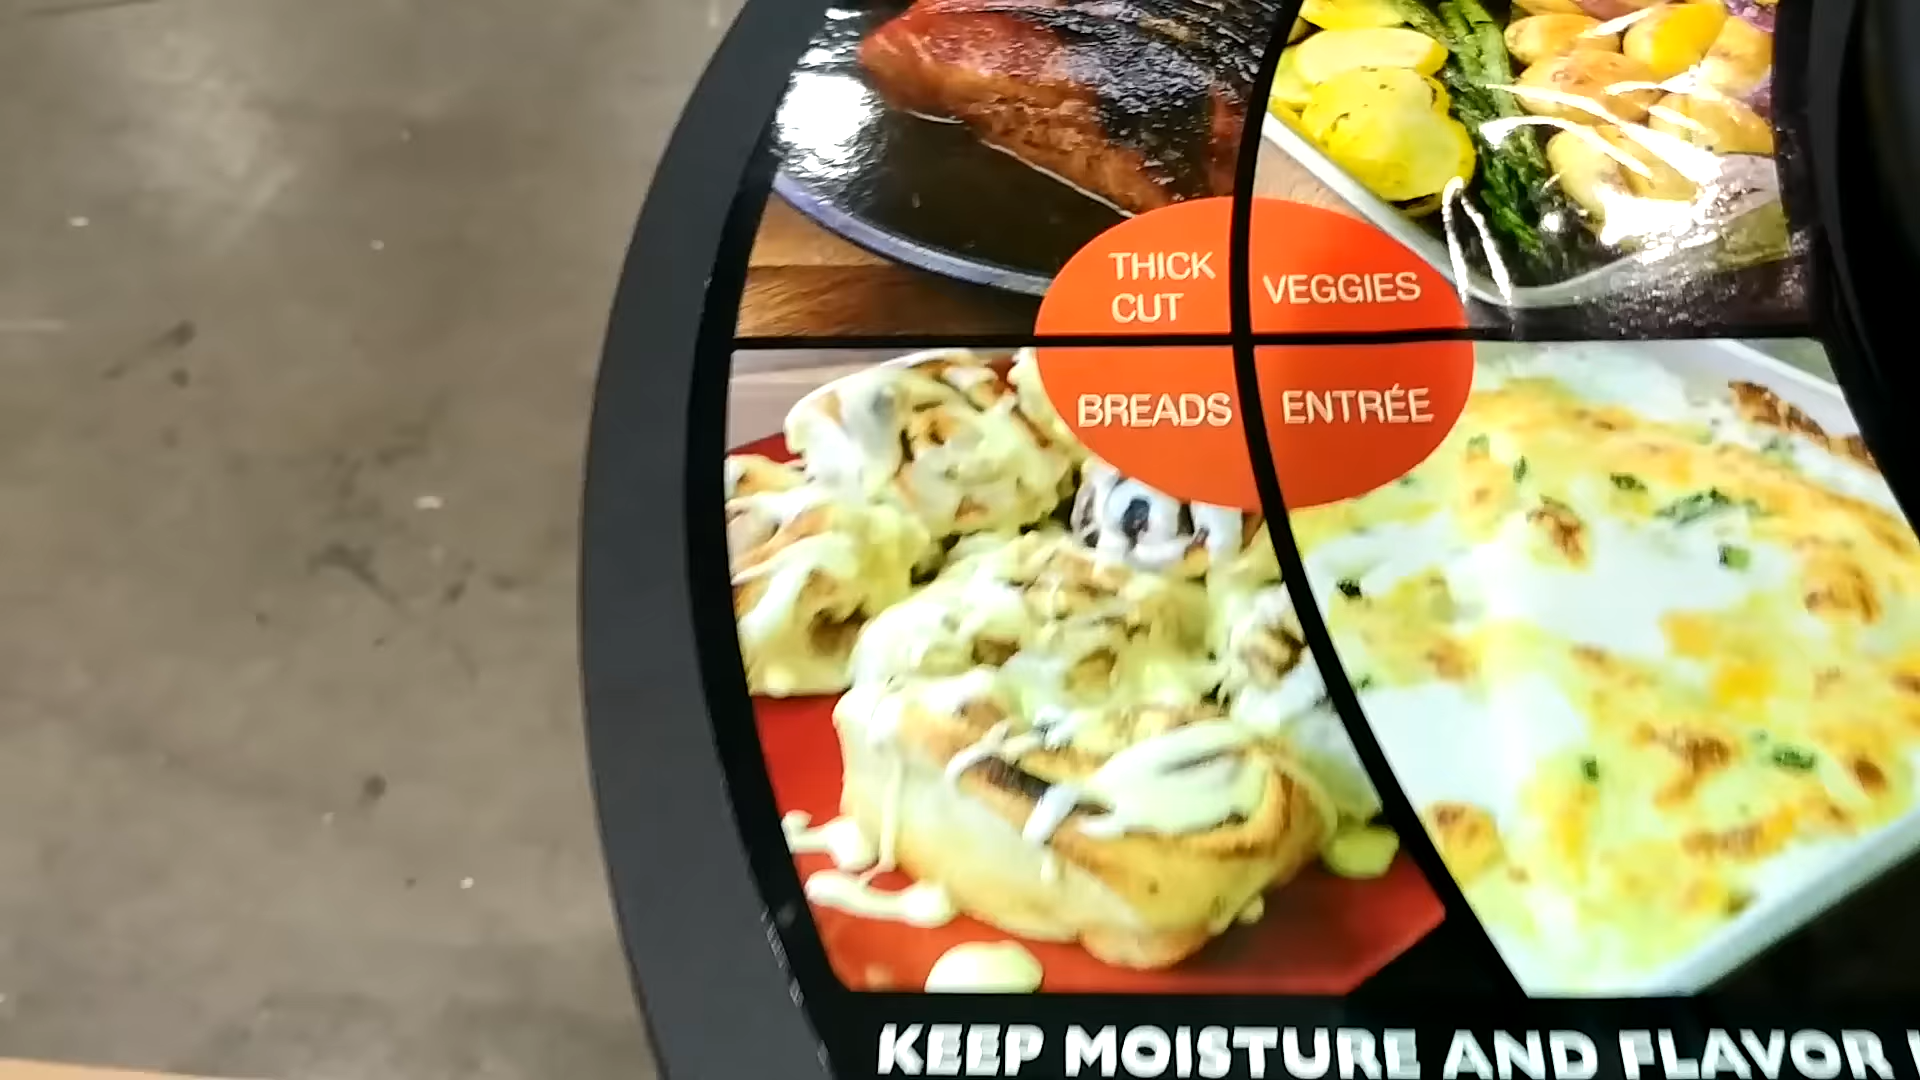 THICK
CUT
VEGGIES
BREADS
ENTRÉE
KEEP MOISTURE AND FLAVOR